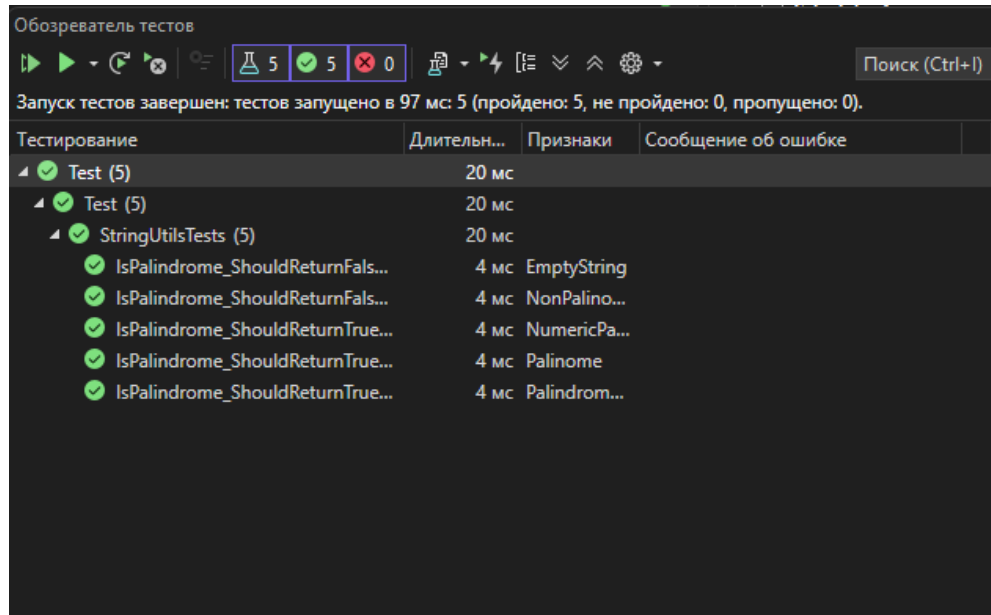 Обозреватель тестов
5 5 0 Поиск (Ctrl+I)
Запуск тестов завершен: тестов запущено в 97 мс: 5 (пройдено: 5, не пройдено: 0, пропущено: 0).
Тестирование Длительн... Признаки Сообщение об ошибке
Test (5) 20 мс
Test (5) 20 мс
StringUtilsTests (5) 20 мс
IsPalindrome_ShouldReturnFals... 4 мс EmptyString
IsPalindrome_ShouldReturnFals... 4 мс NonPalino...
IsPalindrome_ShouldReturnTrue... 4 мс NumericPa...
IsPalindrome_ShouldReturnTrue... 4 мс Palinome
IsPalindrome_ShouldReturnTrue... 4 мс Palindrom...